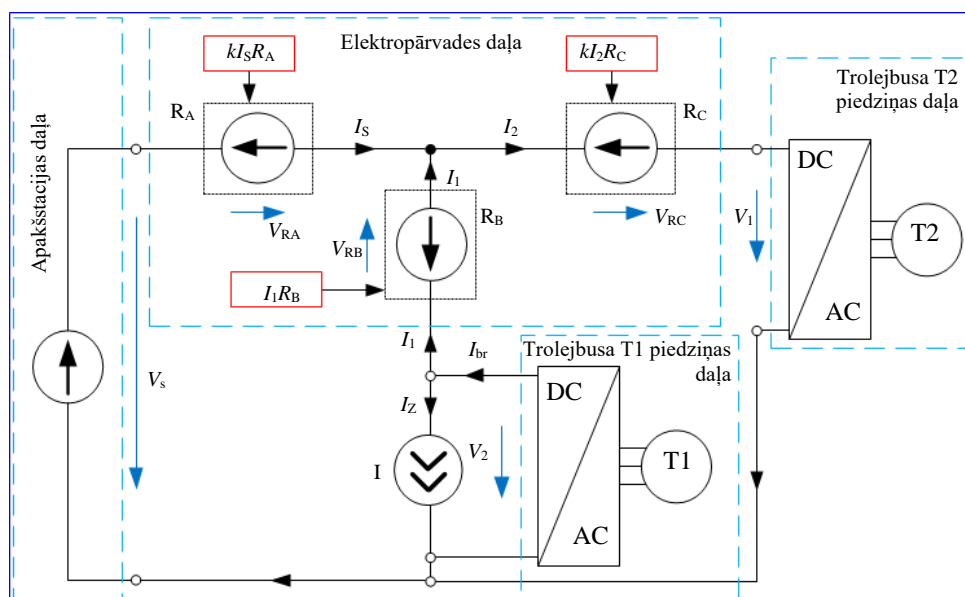 Apakšstacijas daļa
Elektropārvades daļa
kISRA
kI2RC
Trolejbusa T2
piedziņas daļa
RA
IS
I2
RC
DC
I1
RB
VRA
VRB
VRC
V1
T2
I1RB
AC
I1
Ibr
Trolejbusa T1 piedziņas
daļa
Vs
DC
IZ
V2
T1
I
AC